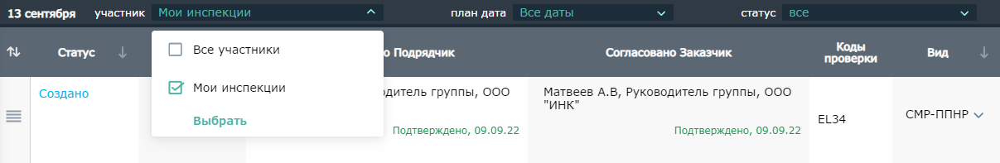 13 сентября участник Мои инспекции план дата Все даты статус все
Статус о Подрядчик Согласовано Заказчик Коды проверки Вид
Все участники
Мои инспекции
Выбрать
Создано
водитель группы, ООО
Подтверждено, 09.09.22
Матвеев А.В, Руководитель группы, ООО
"ИНК"
Подтверждено, 09.09.22
EL34
СМР-ППНР